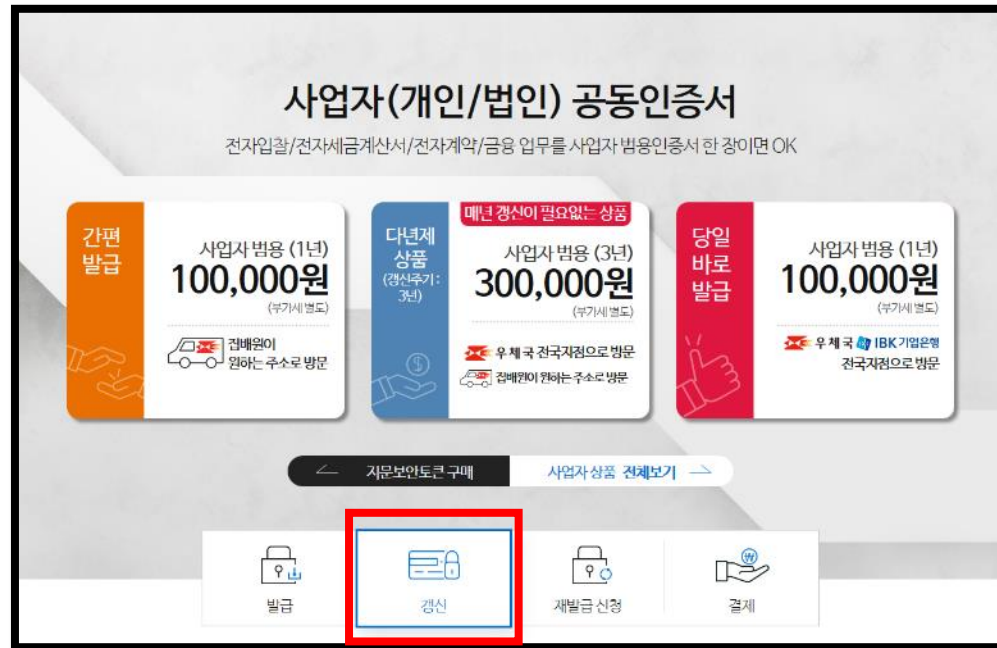 사업자(개인/법인) 공동인증서
전자입찰/전자세금계산서/전자계약/금융 업무를 사업자 범용인증서 한 장이면 OK
간편
발급
사업자 범용 (1년)
100,000원
(부가세 별도)
집배원이
원하는 주소로 방문
다년제
상품
(갱신주기:
3년)
매년 갱신이 필요없는 상품
사업자 범용 (3년)
300,000원
(부가세 별도)
우체국 전국지점으로 방문
집배원이 원하는 주소로 방문
당일
바로
발급
사업자 범용 (1년)
100,000원
(부가세 별도)
우체국 IBK기업은행
전국지점으로 방문
지문보안토큰 구매
사업자 상품 전체보기
발급
갱신
재발급 신청
결제